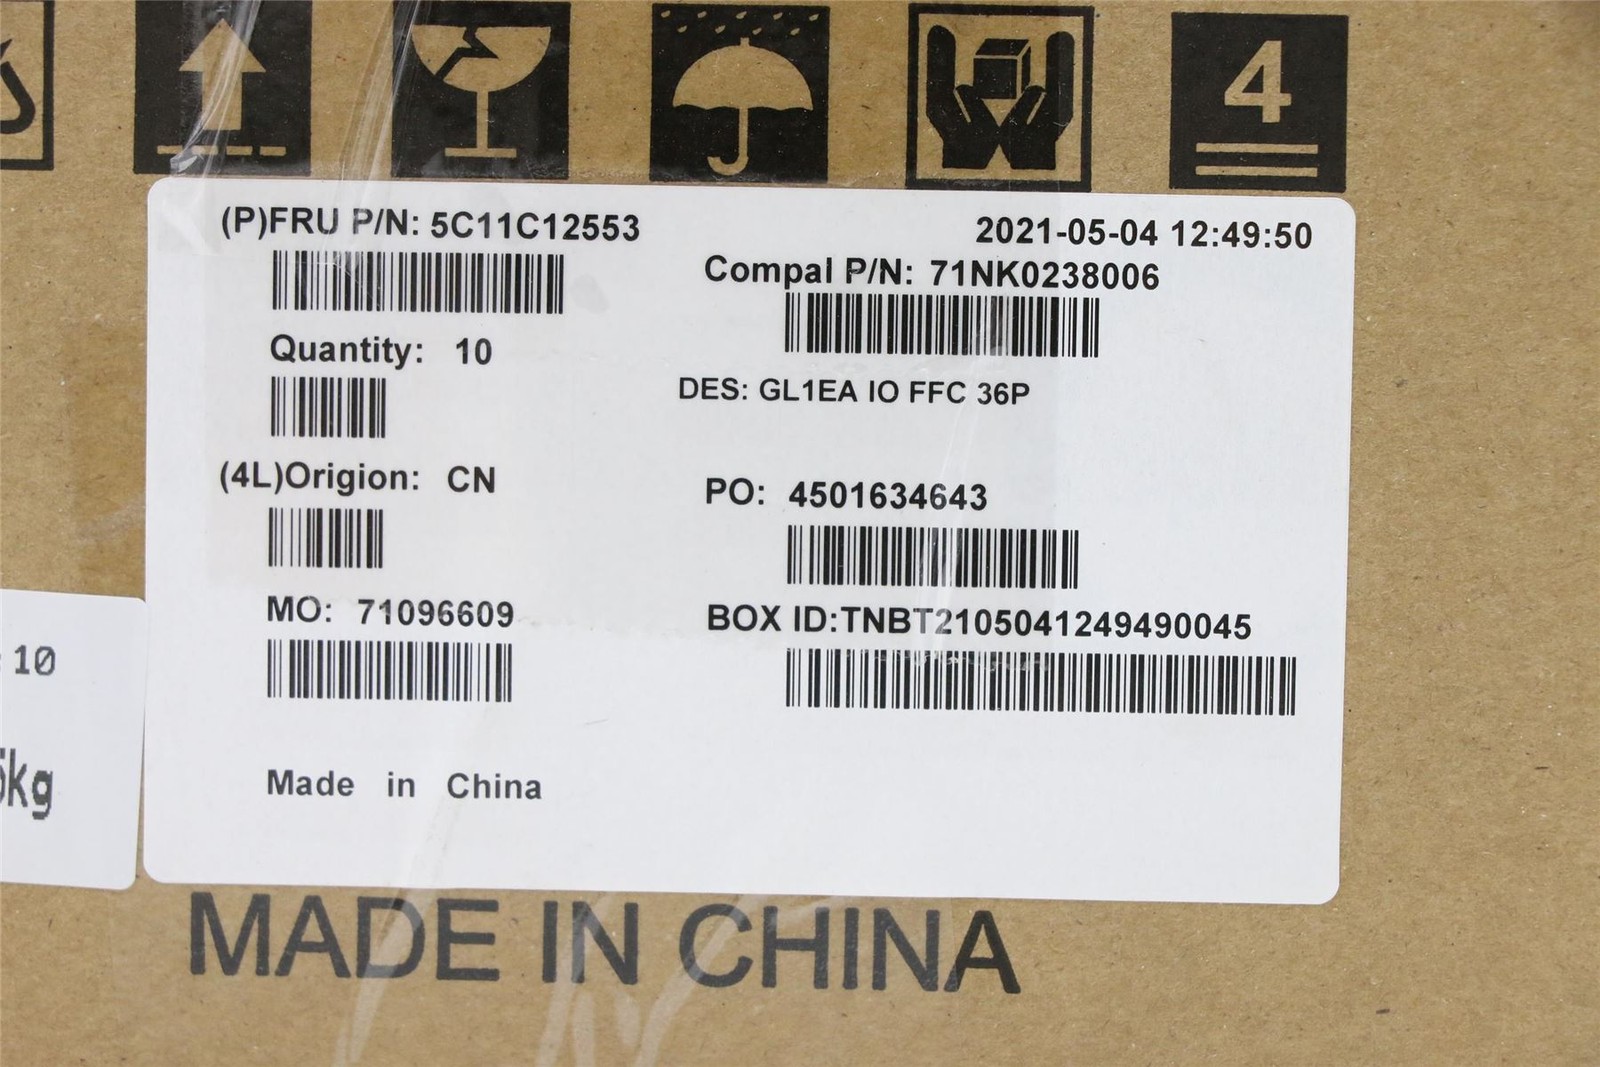 4
(P)FRU P/N: 5C11C12553
2021-05-04 12:49:50
Compal P/N: 71NK0238006
Quantity: 10
DES: GL1EA IO FFC 36P
(4L)Origion: CN
PO: 4501634643
MO: 71096609
BOX ID:TNBT2105041249490045
Made in China
: 10
kg
MADE IN CHINA